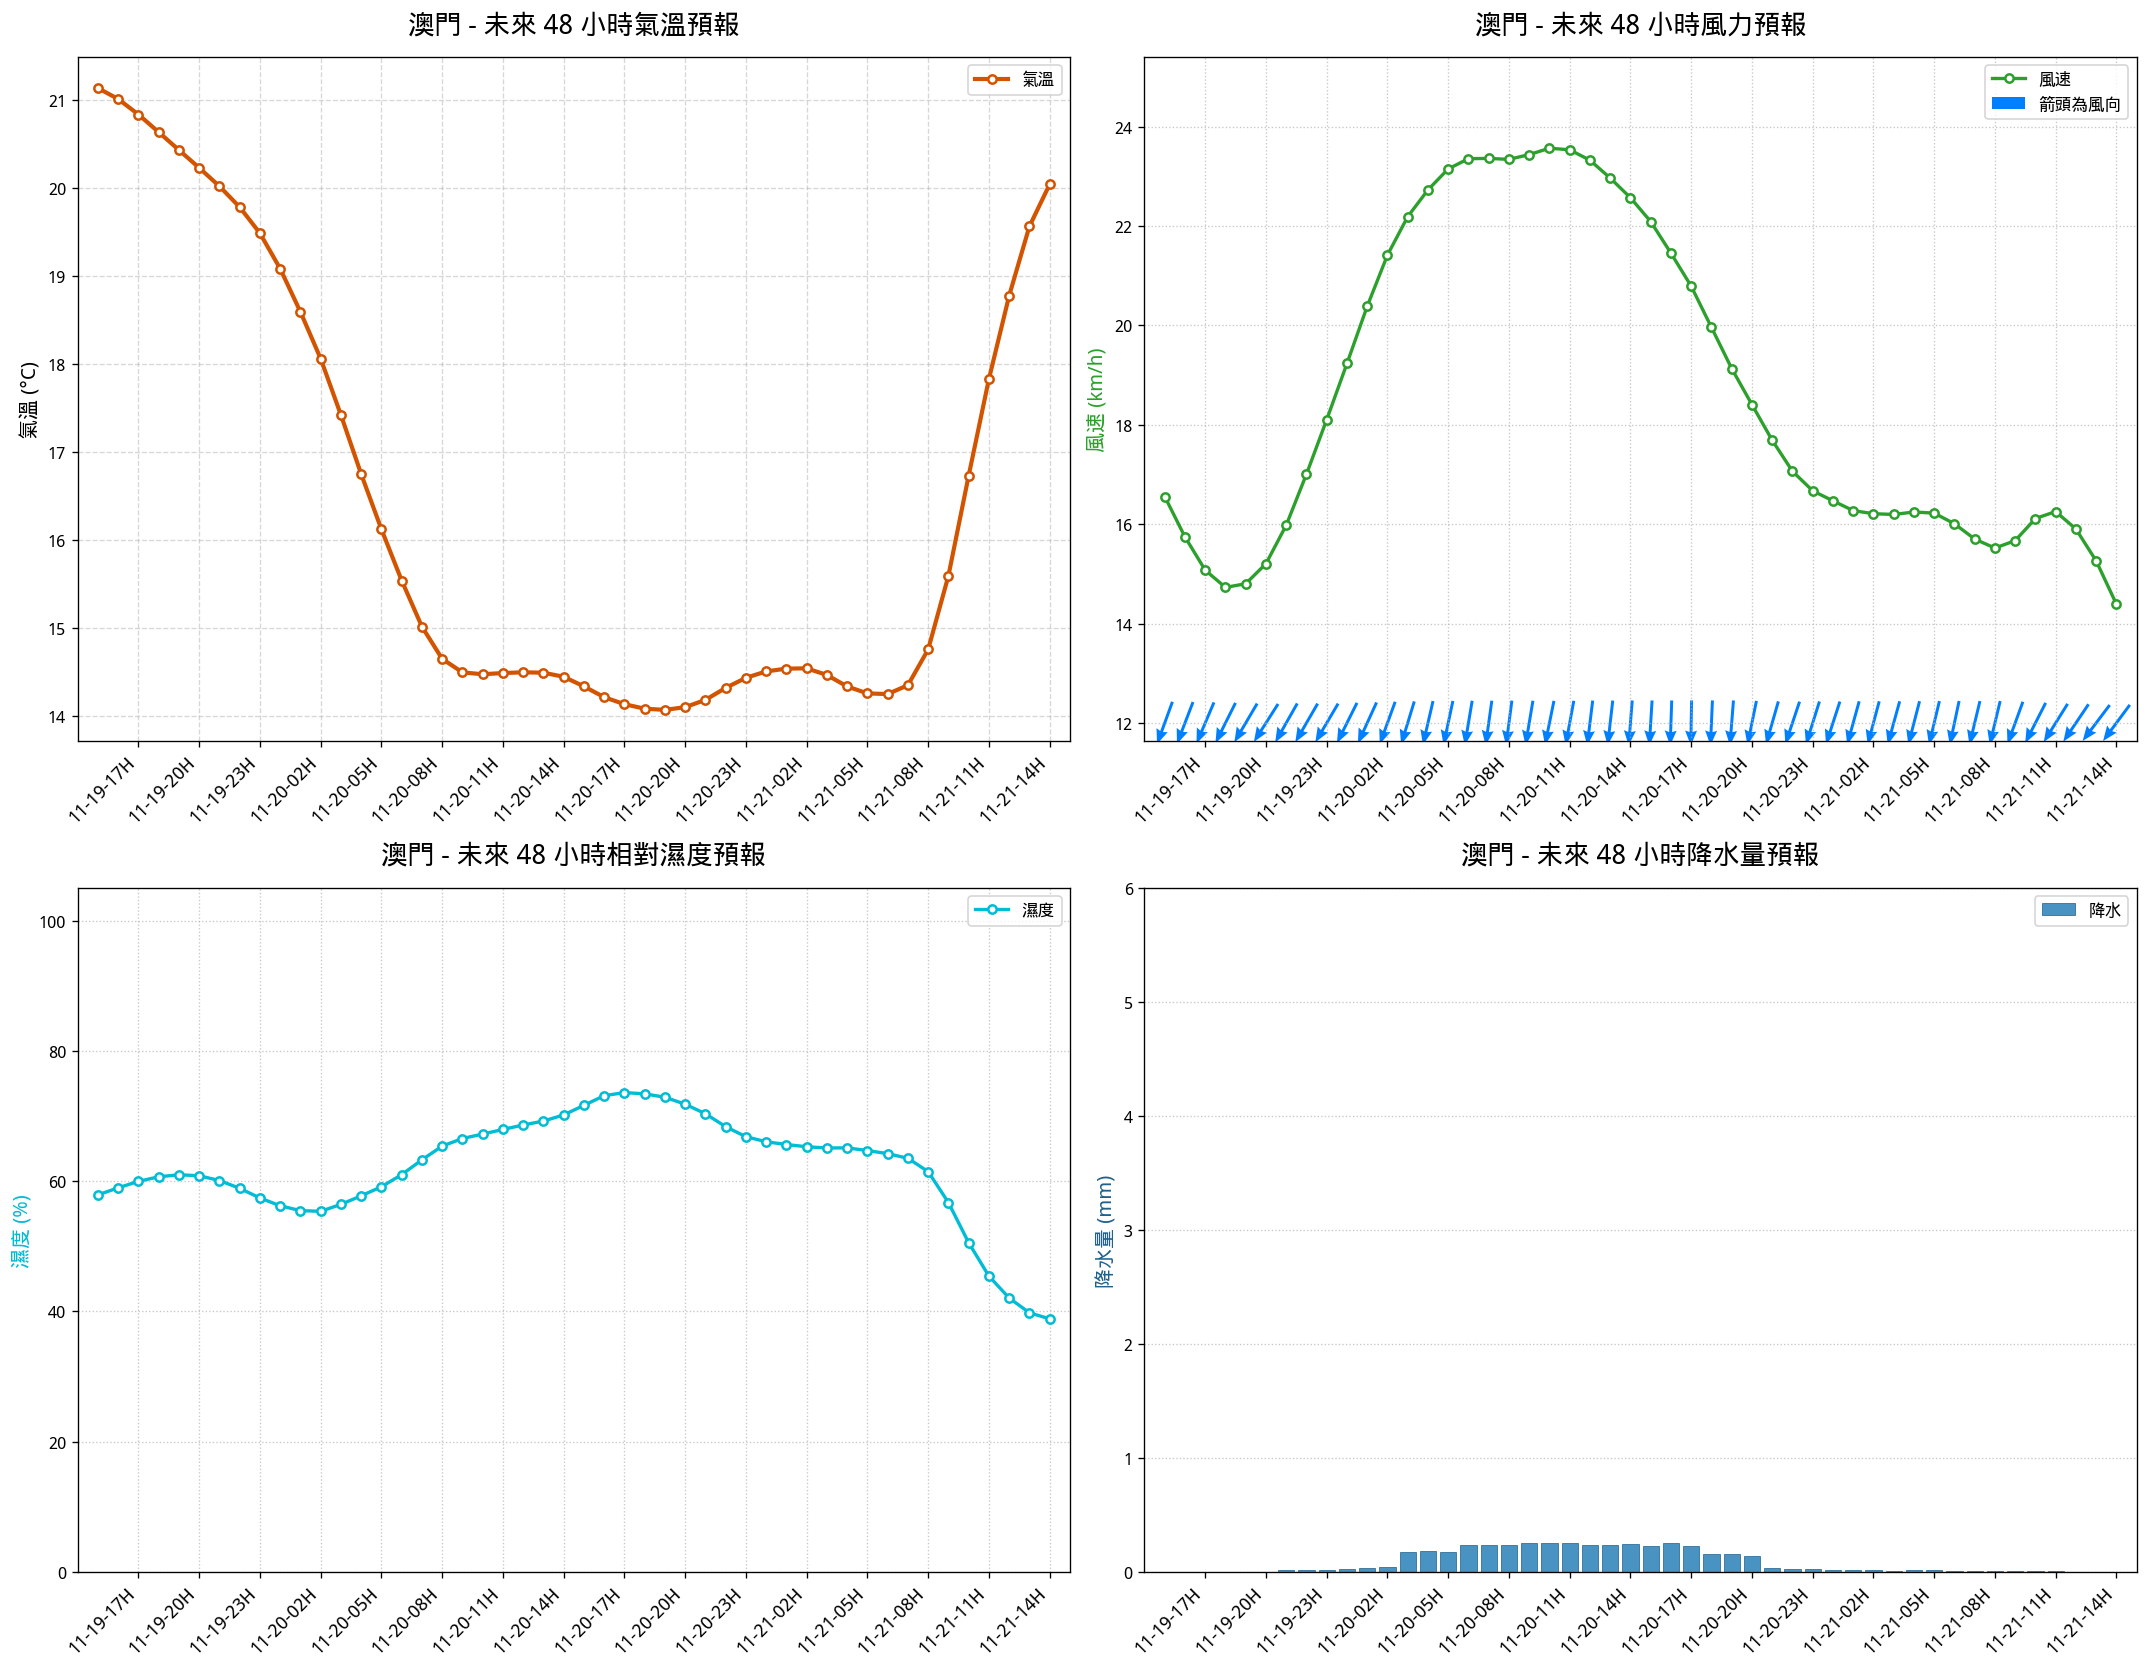 澳門 - 未來 48 小時氣溫預報
氣溫
氣溫 (°C)
21
20
19
18
17
16
15
14
11-19-17H
11-19-20H
11-19-23H
11-20-02H
11-20-05H
11-20-08H
11-20-11H
11-20-14H
11-20-17H
11-20-20H
11-20-23H
11-21-02H
11-21-05H
11-21-08H
11-21-11H
11-21-14H
澳門 - 未來 48 小時風力預報
風速
箭頭為風向
風速 (km/h)
24
22
20
18
16
14
12
11-19-17H
11-19-20H
11-19-23H
11-20-02H
11-20-05H
11-20-08H
11-20-11H
11-20-14H
11-20-17H
11-20-20H
11-20-23H
11-21-02H
11-21-05H
11-21-08H
11-21-11H
11-21-14H
澳門 - 未來 48 小時相對濕度預報
濕度
濕度 (%)
100
80
60
40
20
0
11-19-17H
11-19-20H
11-19-23H
11-20-02H
11-20-05H
11-20-08H
11-20-11H
11-20-14H
11-20-17H
11-20-20H
11-20-23H
11-21-02H
11-21-05H
11-21-08H
11-21-11H
11-21-14H
澳門 - 未來 48 小時降水量預報
降水
降水量 (mm)
6
5
4
3
2
1
0
11-19-17H
11-19-20H
11-19-23H
11-20-02H
11-20-05H
11-20-08H
11-20-11H
11-20-14H
11-20-17H
11-20-20H
11-20-23H
11-21-02H
11-21-05H
11-21-08H
11-21-11H
11-21-14H